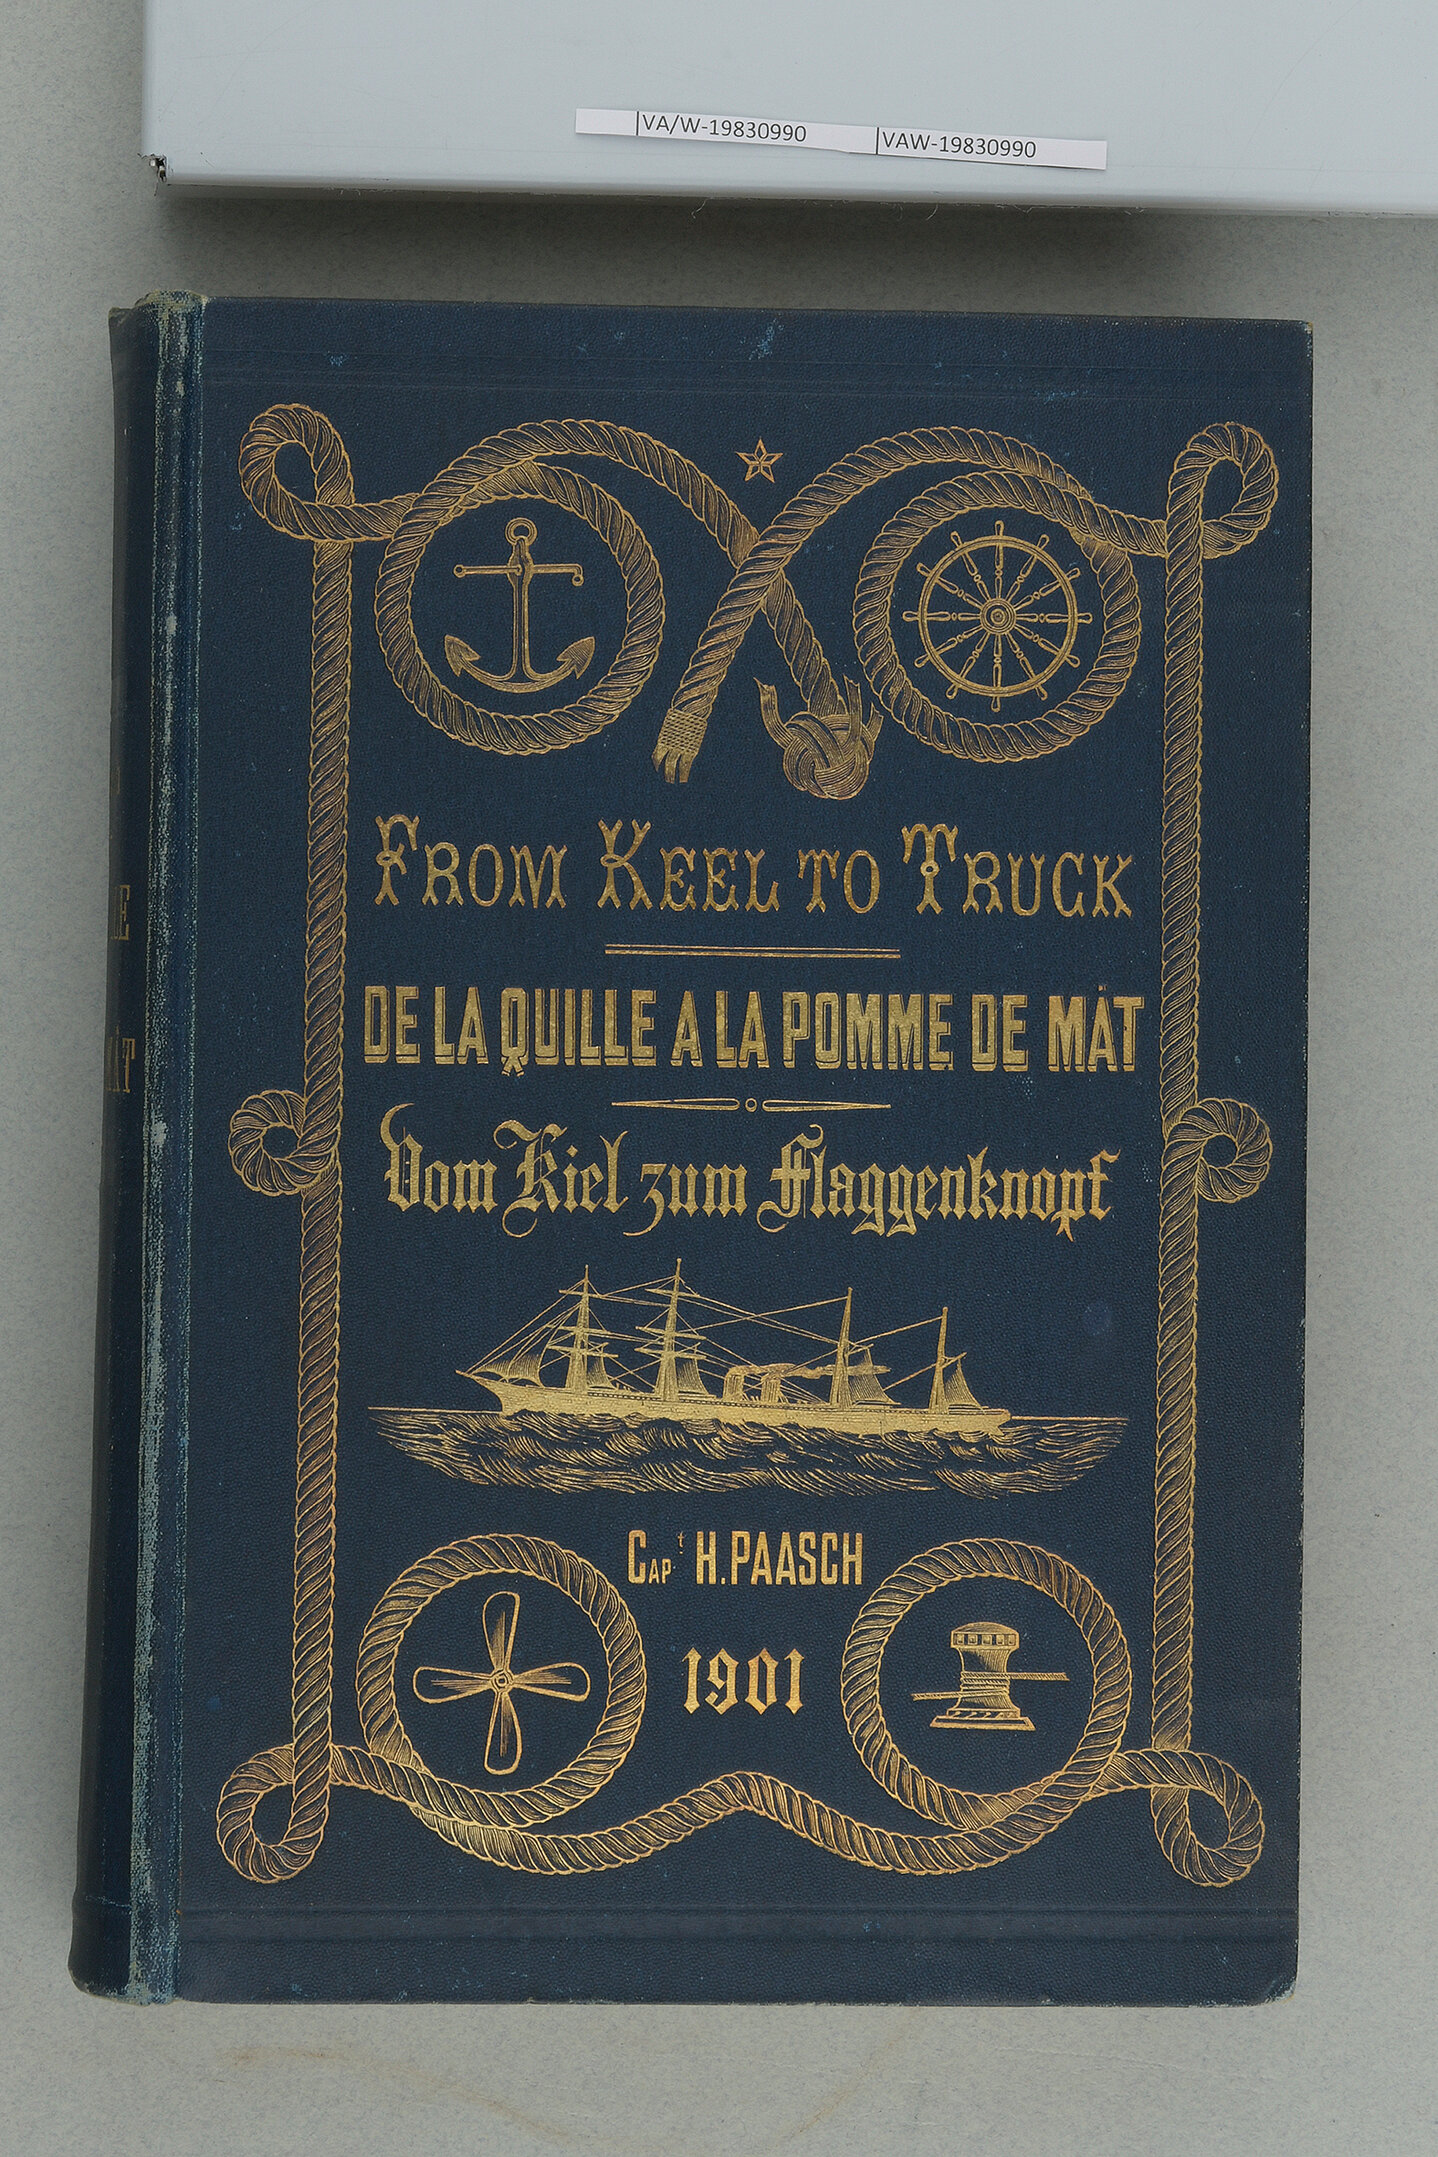 VA/W-19830990
VAW-19830990
FROM KEEL TO TRUCK
DE LA QUILLE A LA POMME DE MÂT
Vom Kiel zum Flaggenknopf
CAPt H. PAASCH
1901